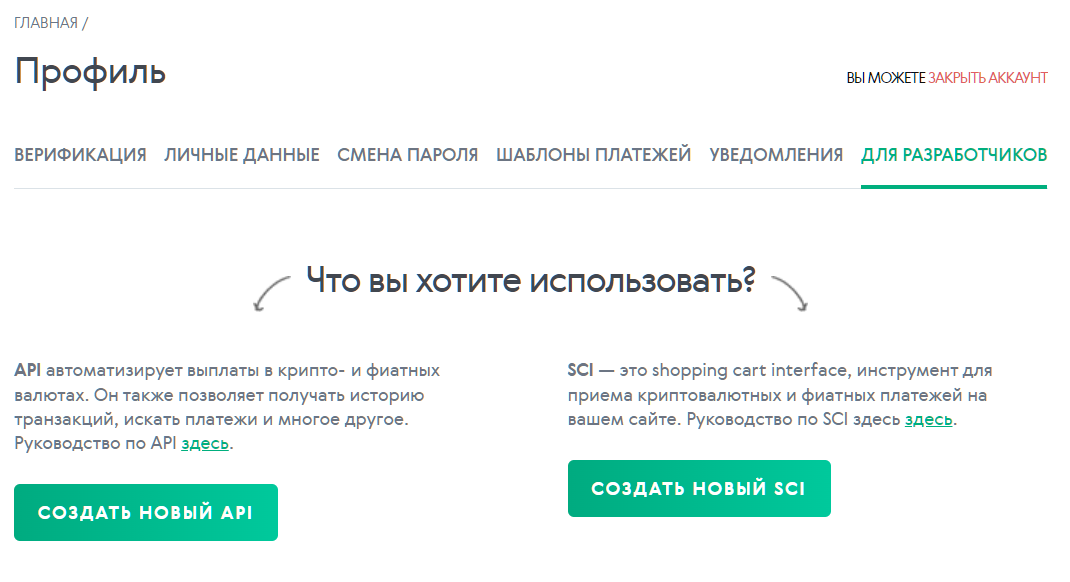 ГЛАВНАЯ /
Профиль
ВЫ МОЖЕТЕ ЗАКРЫТЬ АККАУНТ
ВЕРИФИКАЦИЯ ЛИЧНЫЕ ДАННЫЕ СМЕНА ПАРОЛЯ ШАБЛОНЫ ПЛАТЕЖЕЙ УВЕДОМЛЕНИЯ ДЛЯ РАЗРАБОТЧИКОВ
Что вы хотите использовать?
API автоматизирует выплаты в крипто- и фиатных
валютах. Он также позволяет получать историю
транзакций, искать платежи и многое другое.
Руководство по API здесь.
СОЗДАТЬ НОВЫЙ API
SCI — это shopping cart interface, инструмент для
приема криптовалютных и фиатных платежей на
вашем сайте. Руководство по SCI здесь здесь.
СОЗДАТЬ НОВЫЙ SCI